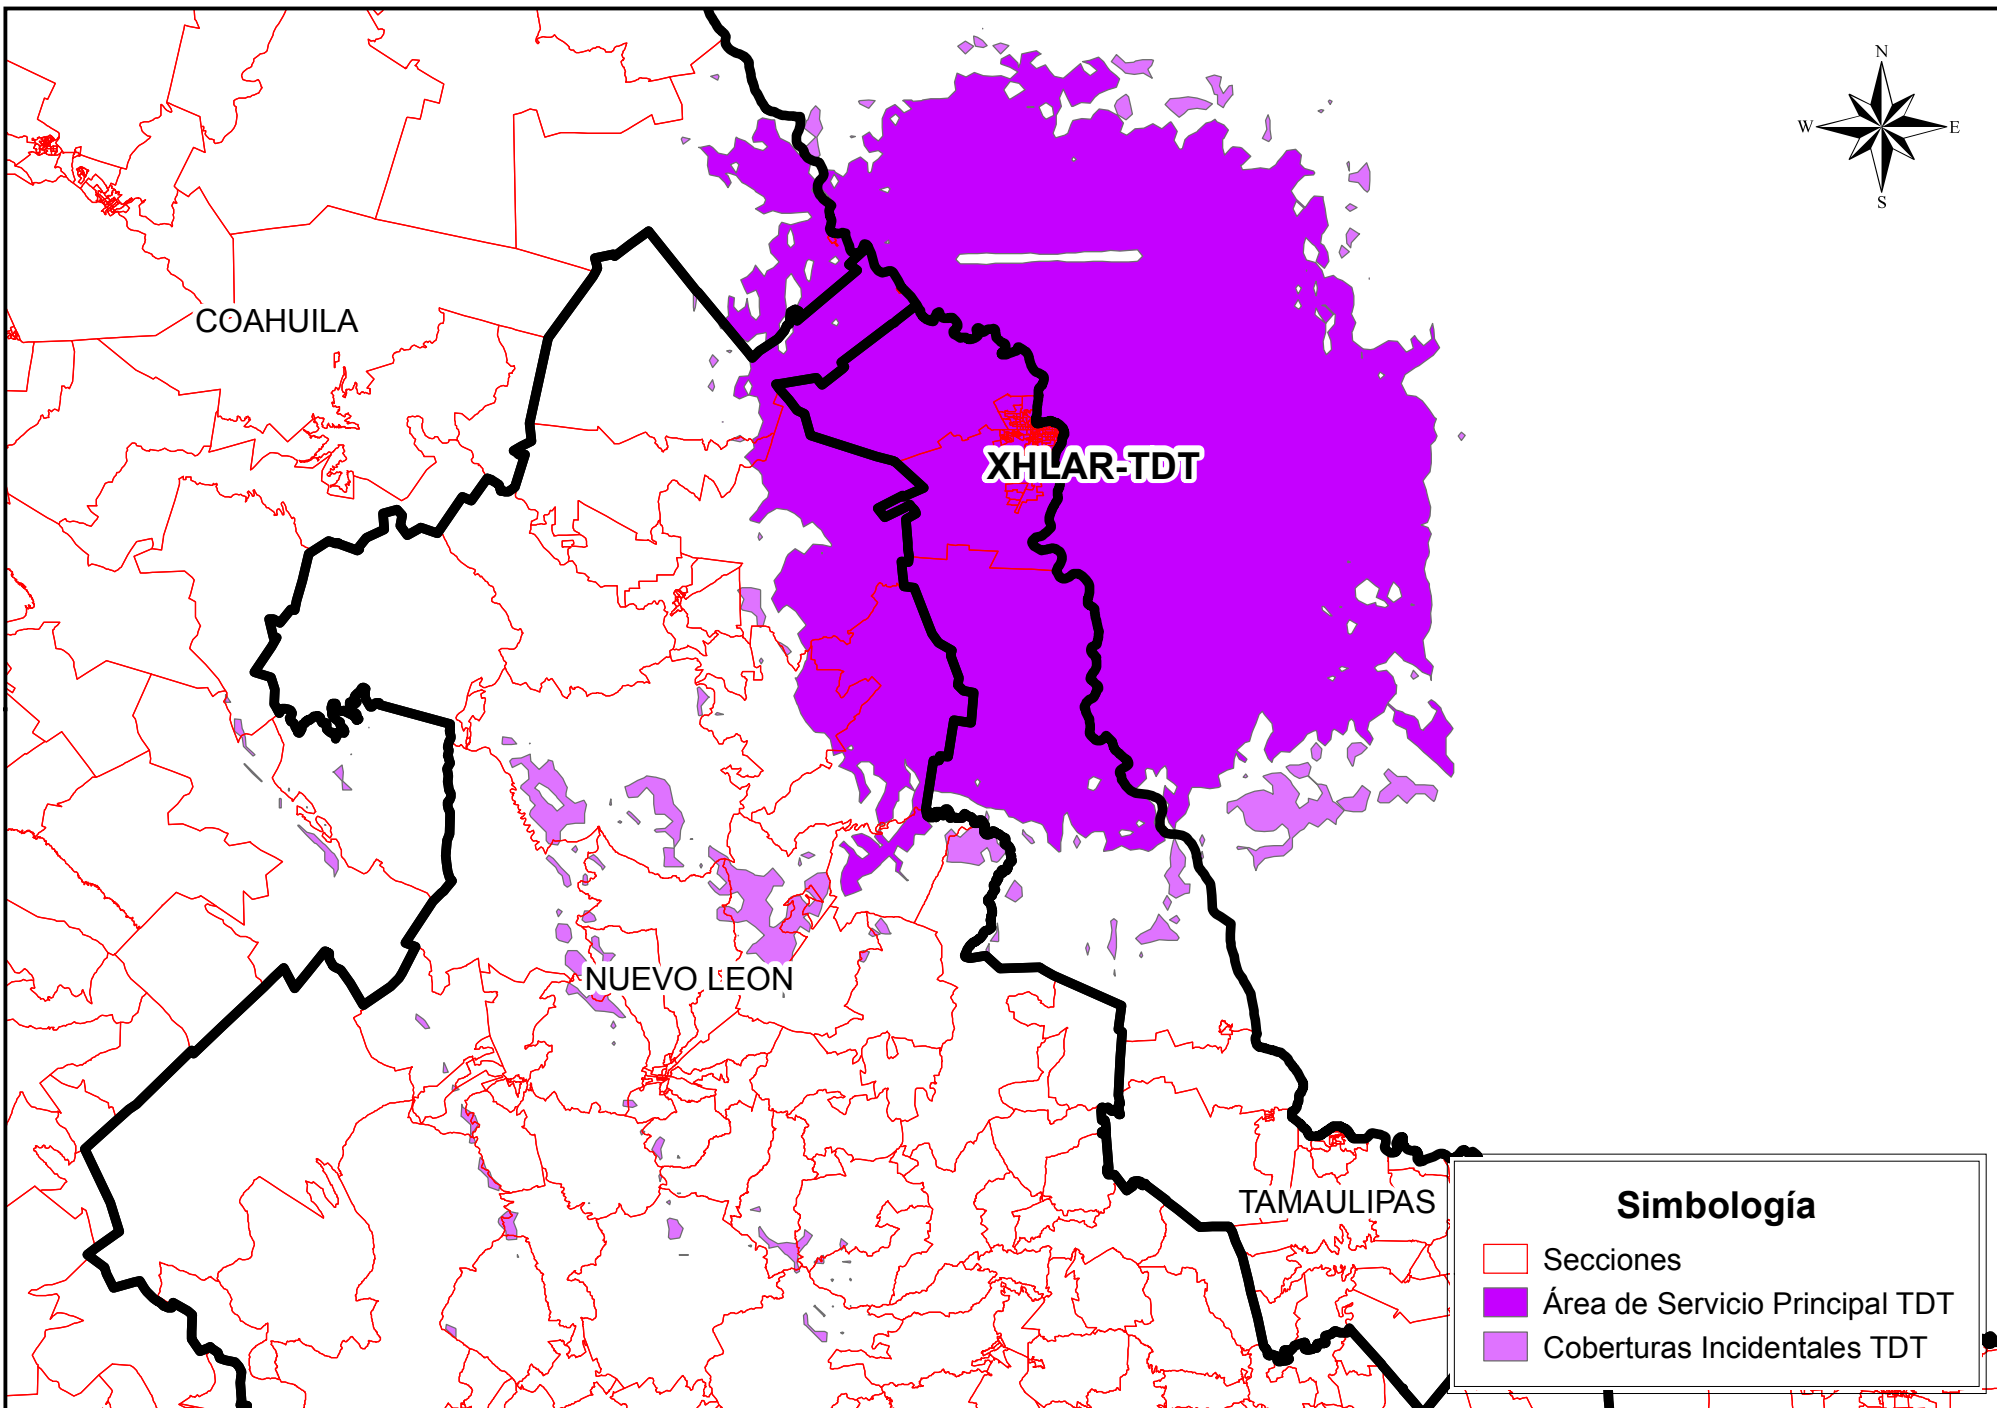 N
W E
S
COAHUILA
XHLAR-TDT
NUEVO LEON
TAMAULIPAS
Simbología
Secciones
Área de Servicio Principal TDT
Coberturas Incidentales TDT